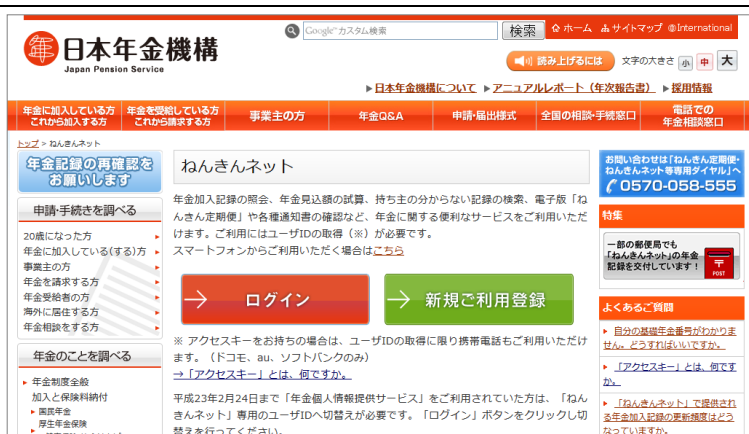 Google™ カスタム検索
検索
ホーム サイトマップ @International
日本年金機構
Japan Pension Service
読み上げるには
文字の大きさ 小 中 大
日本年金機構について アニュアルレポート（年次報告書） 採用情報
年金に加入している方
これから加入する方
年金を受給している方
これから請求する方
事業主の方
年金Q&A
申請・届出様式
全国の相談・手続窓口
電話での
年金相談窓口
トップ > ねんきんネット
年金記録の再確認を
お願いします
申請・手続きを調べる
20歳になった方
年金に加入している(する)方
事業主の方
年金を請求する方
年金受給者の方
海外に居住する方
年金相談をする方
年金のことを調べる
年金制度全般
加入と保険料納付
国民年金
厚生年金保険
ねんきんネット
年金加入記録の照会、年金見込額の試算、持ち主の分からない記録の検索、電子版「ね
んきん定期便」や各種通知書の確認など、年金に関する便利なサービスをご利用いただ
けます。ご利用にはユーザIDの取得（※）が必要です。
スマートフォンからご利用いただく場合はこちら
→ ログイン
→ 新規ご利用登録
※ アクセスキーをお持ちの場合は、ユーザIDの取得に限り携帯電話もご利用いただけ
ます。（ドコモ、au、ソフトバンクのみ）
→「アクセスキー」とは、何ですか。
平成23年2月24日まで「年金個人情報提供サービス」をご利用されていた方は、「ねん
きんネット」専用のユーザIDへ切替えが必要です。「ログイン」ボタンをクリックし切
替えを行ってください。
お問い合わせは「ねんきん定期便・
ねんきんネット等専用ダイヤル」へ
0570-058-555
特集
一部の郵便局でも
「ねんきんネット」の年金
記録を交付しています！
〒
POST
よくあるご質問
自分の基礎年金番号がわかりま
せん。どうすればいいですか。
「アクセスキー」とは、何です
か。
「ねんきんネット」で提供され
る年金加入記録の更新頻度はどう
なっていますか。